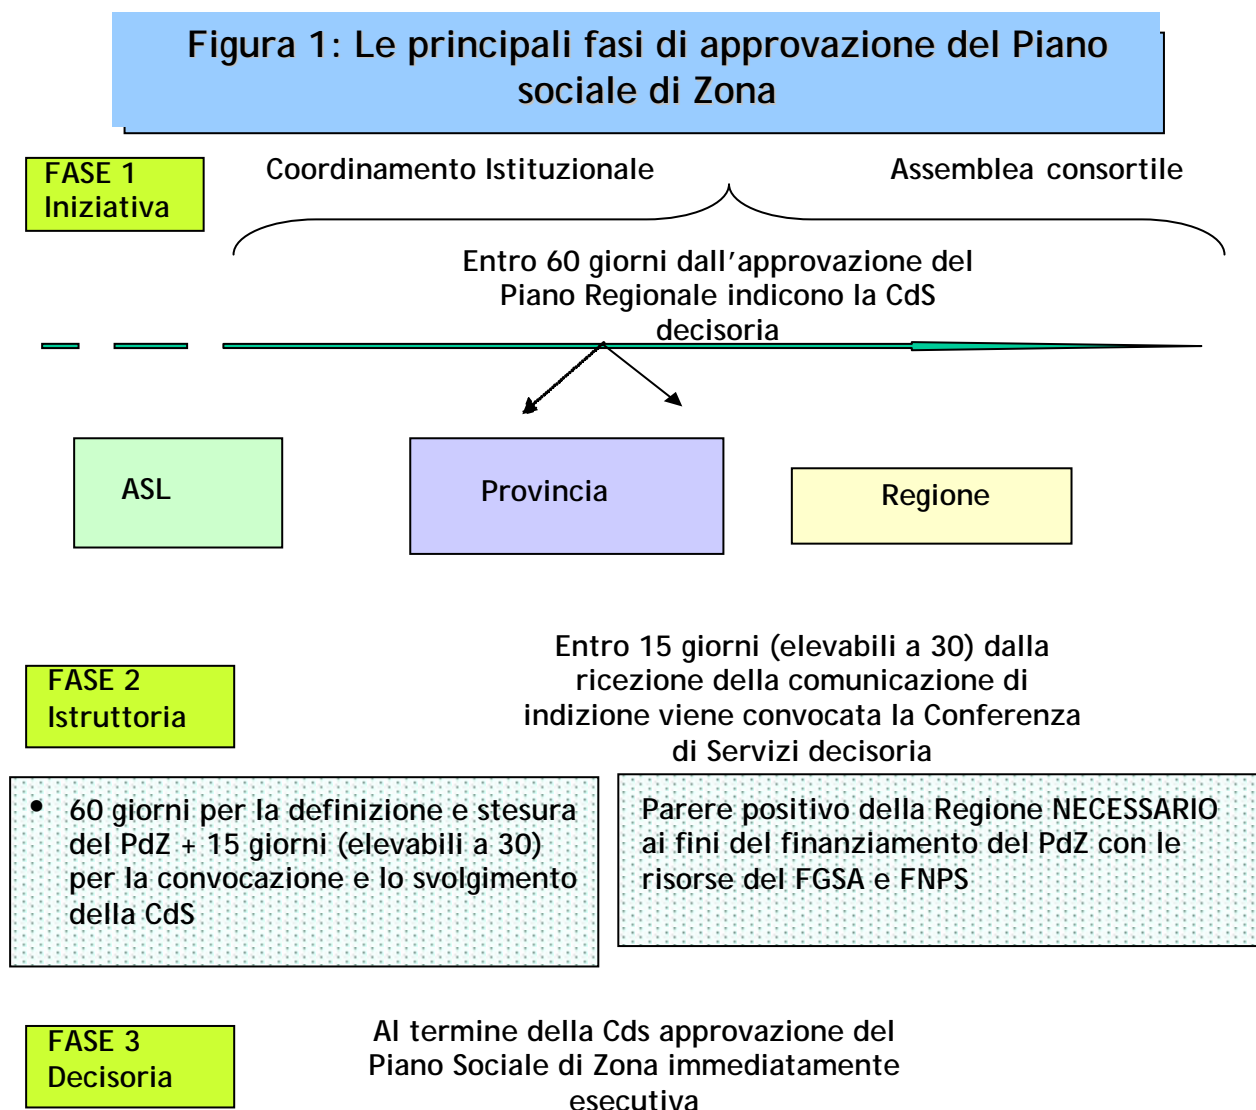 Figura 1: Le principali fasi di approvazione del Piano
sociale di Zona
FASE 1
Iniziativa
Coordinamento Istituzionale
Assemblea consortile
Entro 60 giorni dall'approvazione del
Piano Regionale indicono la CdS
decisoria
ASL
Provincia
Regione
FASE 2
Istruttoria
Entro 15 giorni (elevabili a 30) dalla
ricezione della comunicazione di
indizione viene convocata la Conferenza
di Servizi decisoria
• 60 giorni per la definizione e stesura
del PdZ + 15 giorni (elevabili a 30)
per la convocazione e lo svolgimento
della CdS
Parere positivo della Regione NECESSARIO
ai fini del finanziamento del PdZ con le
risorse del FGSA e FNPS
FASE 3
Decisoria
Al termine della Cds approvazione del
Piano Sociale di Zona immediatamente
esecutiva